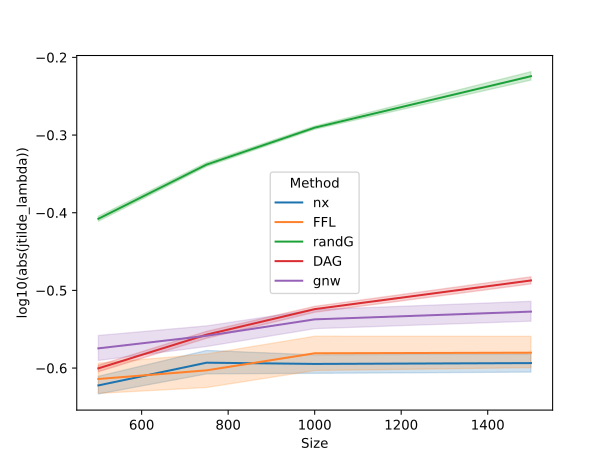 −0.2
−0.3
−0.4
−0.5
−0.6
log10(abs(jtilde_lambda))
Method
nx
FFL
randG
DAG
gnw
600
800
1000
1200
1400
Size